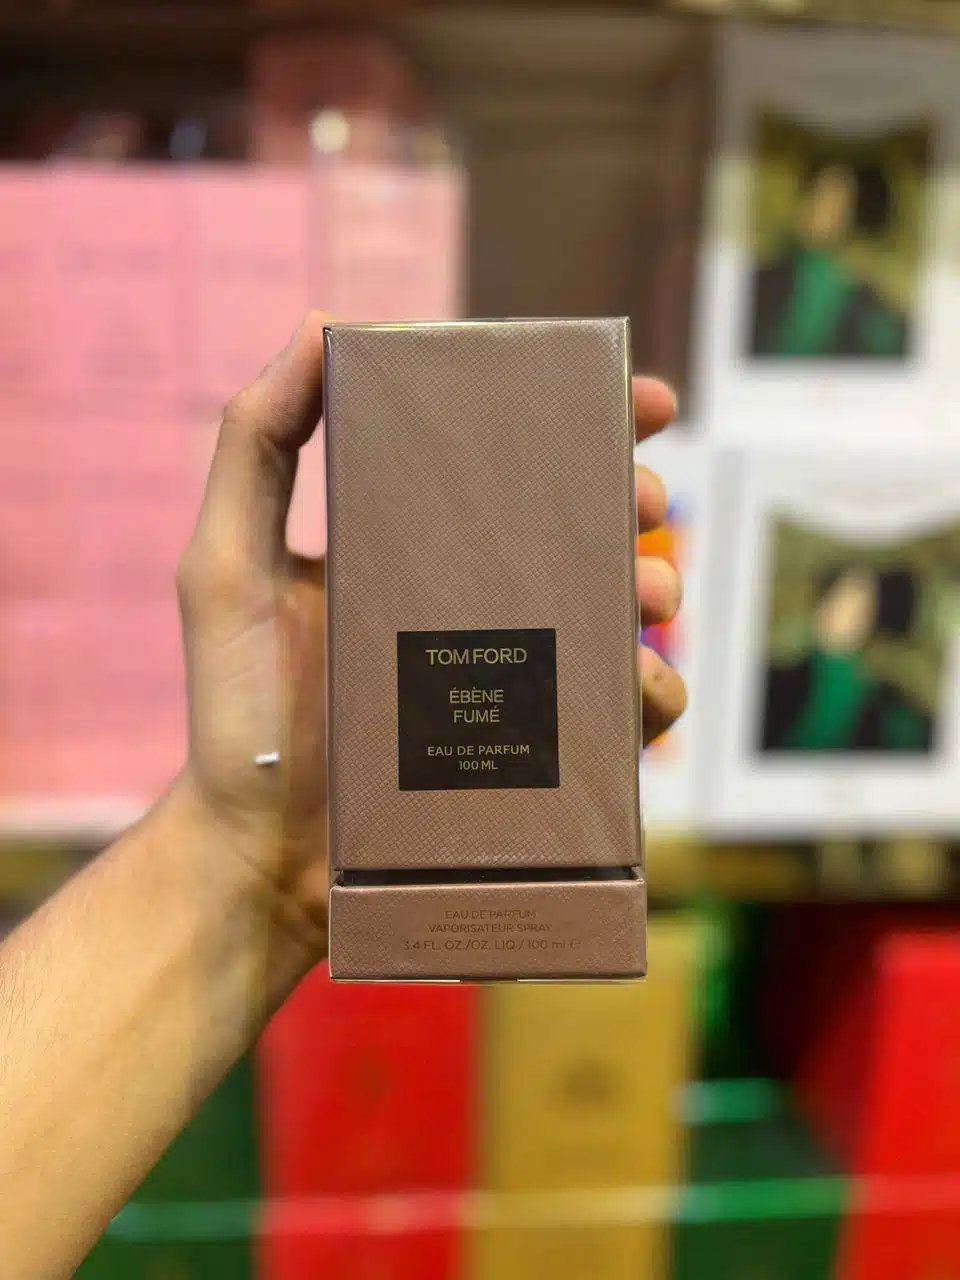 TOM FORD
ÉBÈNE
FUMÉ
EAU DE PARFUM
100 ML
EAU DE PARFUM
VAPORISATEUR SPRAY
3.4 FL. OZ./OZ. LIQ / 100 ml ℮